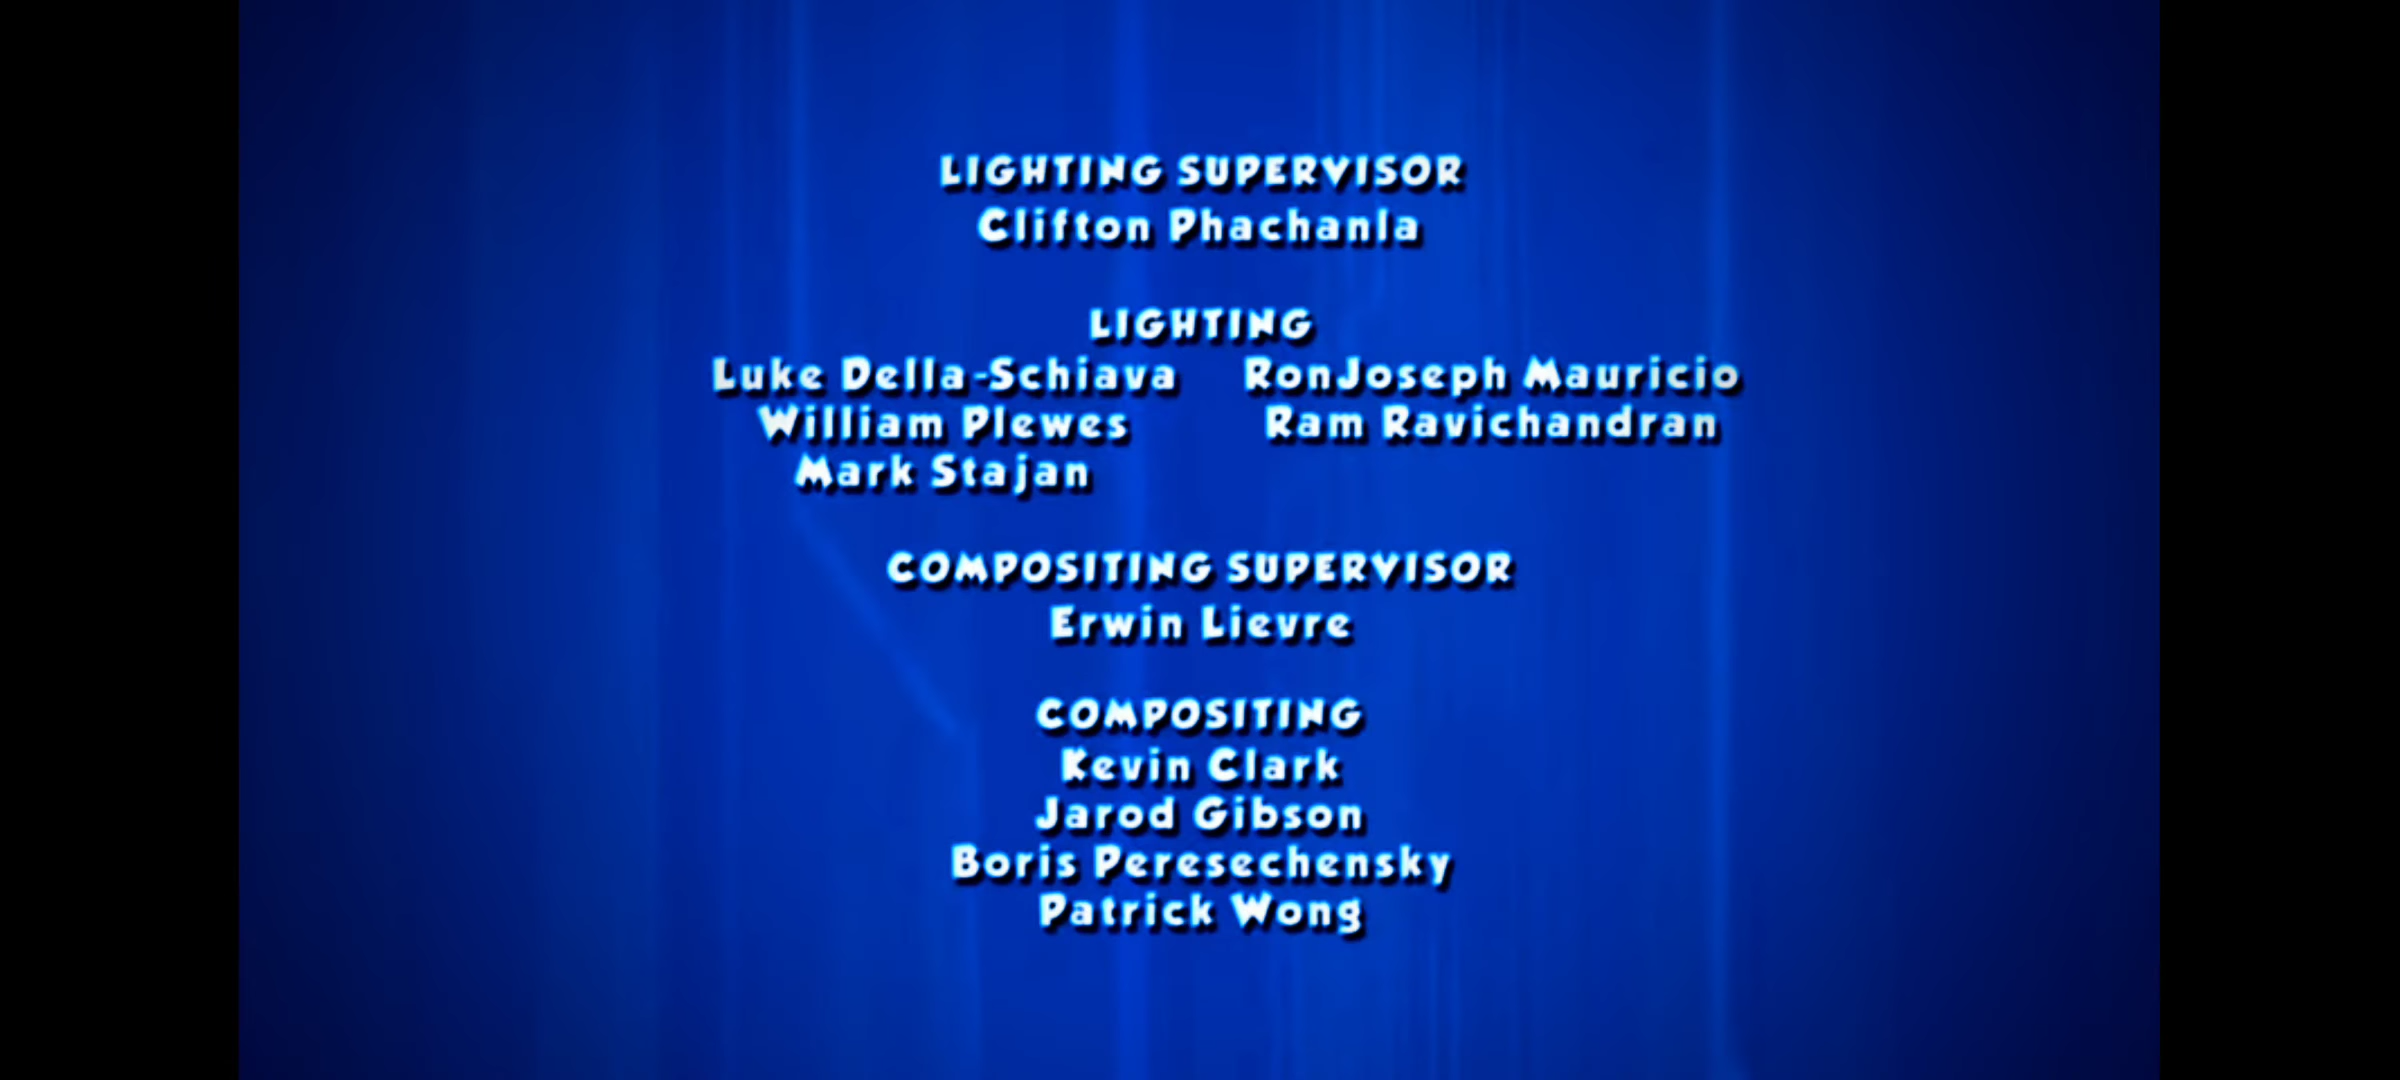 LIGHTING SUPERVISOR
Clifton Phachanla
LIGHTING
Luke Della-Schiava RonJoseph Mauricio
William Plewes Ram Ravichandran
Mark Stajan
COMPOSITING SUPERVISOR
Erwin Lievre
COMPOSITING
Kevin Clark
Jarod Gibson
Boris Peresechensky
Patrick Wong